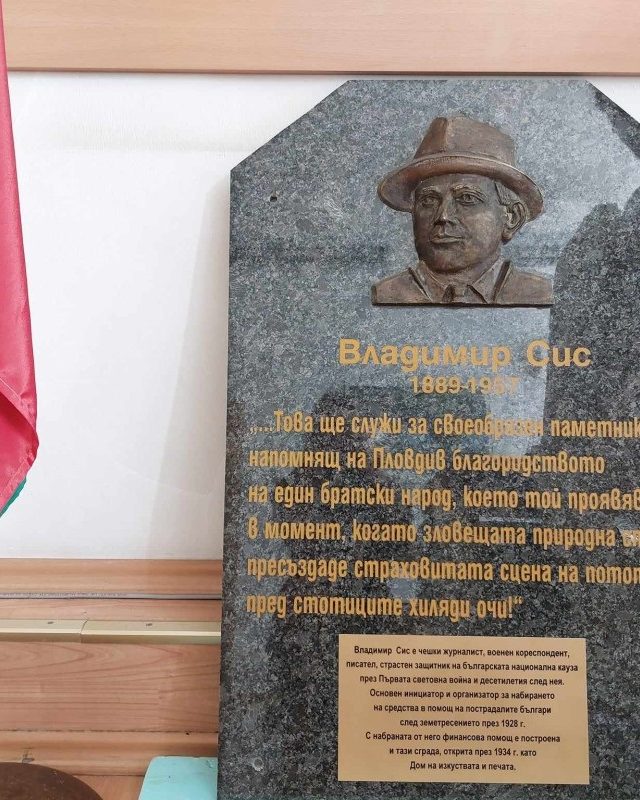 Владимир Сис
1889-1957
„....Това ще служи за своеобразен паметник
напомнящ на Пловдив благородството
на един братски народ, което той проявя
в момент, когато зловещата природна
пресъздаде страховитата сцена на потоп
пред стотиците хиляди очи!“
Владимир Сис е чешки журналист, военен кореспондент,
писател, страстен защитник на българската национална кауза
през Първата световна война и десетилетия след нея.
Основен инициатор и организатор за набирането
на средства в помощ на пострадалите българи
след земетресението през 1928 г.
С набраната от него финансова помощ е построена
и тази сграда, открита през 1934 г. като
Дом на изкуствата и печата.